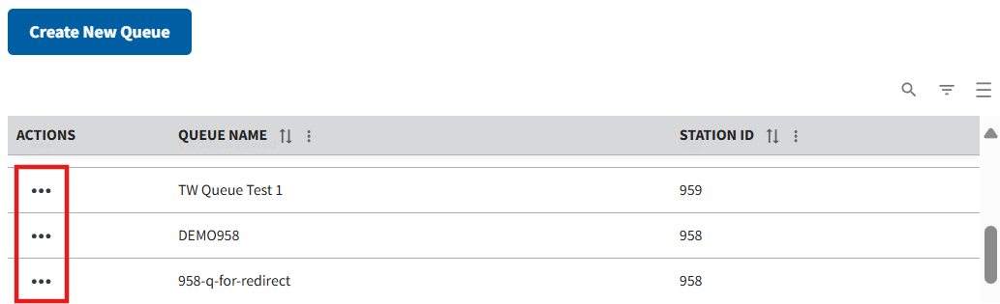 Create New Queue
ACTIONS QUEUE NAME STATION ID
TW Queue Test 1 959
DEMO958 958
958-q-for-redirect 958